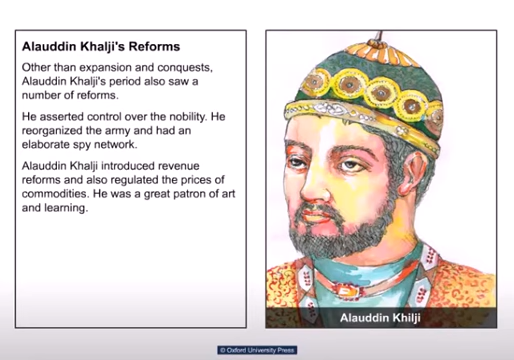 Alauddin Khalji's Reforms
Other than expansion and conquests,
Alauddin Khalji's period also saw a
number of reforms.
He asserted control over the nobility. He
reorganized the army and had an
elaborate spy network.
Alauddin Khalji introduced revenue
reforms and also regulated the prices of
commodities. He was a great patron of art
and learning.
Alauddin Khilji
© Oxford University Press